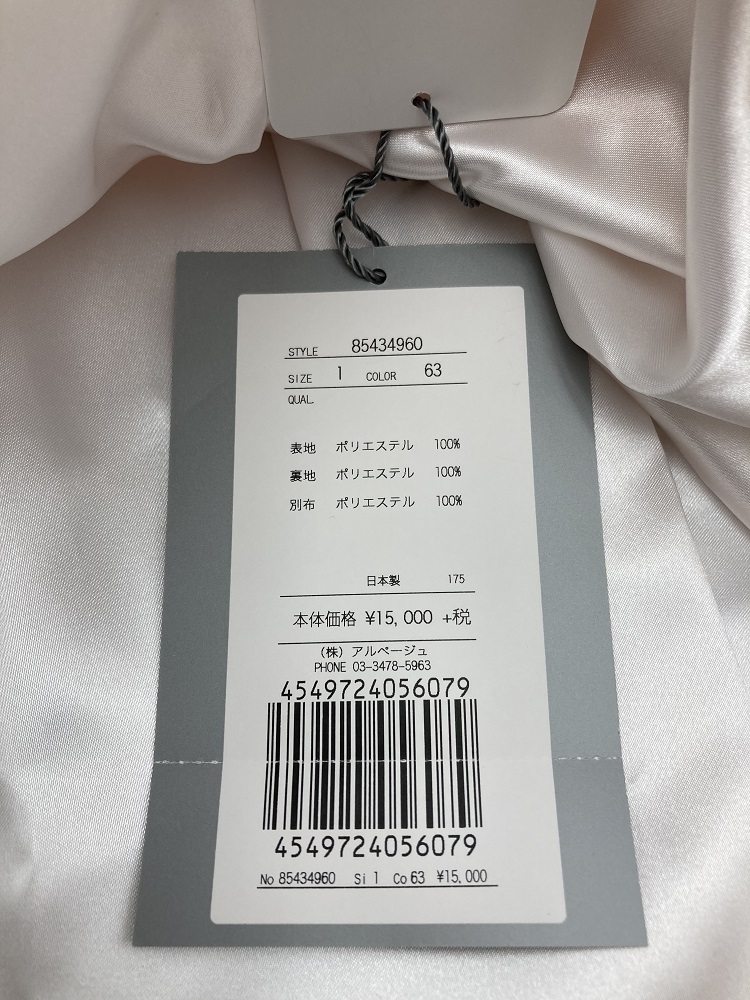 STYLE 85434960
SIZE 1 COLOR 63
QUAL.
表地 ポリエステル 100%
裏地 ポリエステル 100%
別布 ポリエステル 100%
日本製 175
本体価格 ¥15,000 +税
(株) アルページュ
PHONE 03-3478-5963
4549724056079
4549724056079
No 85434960 Si 1 Co 63 ¥15,000